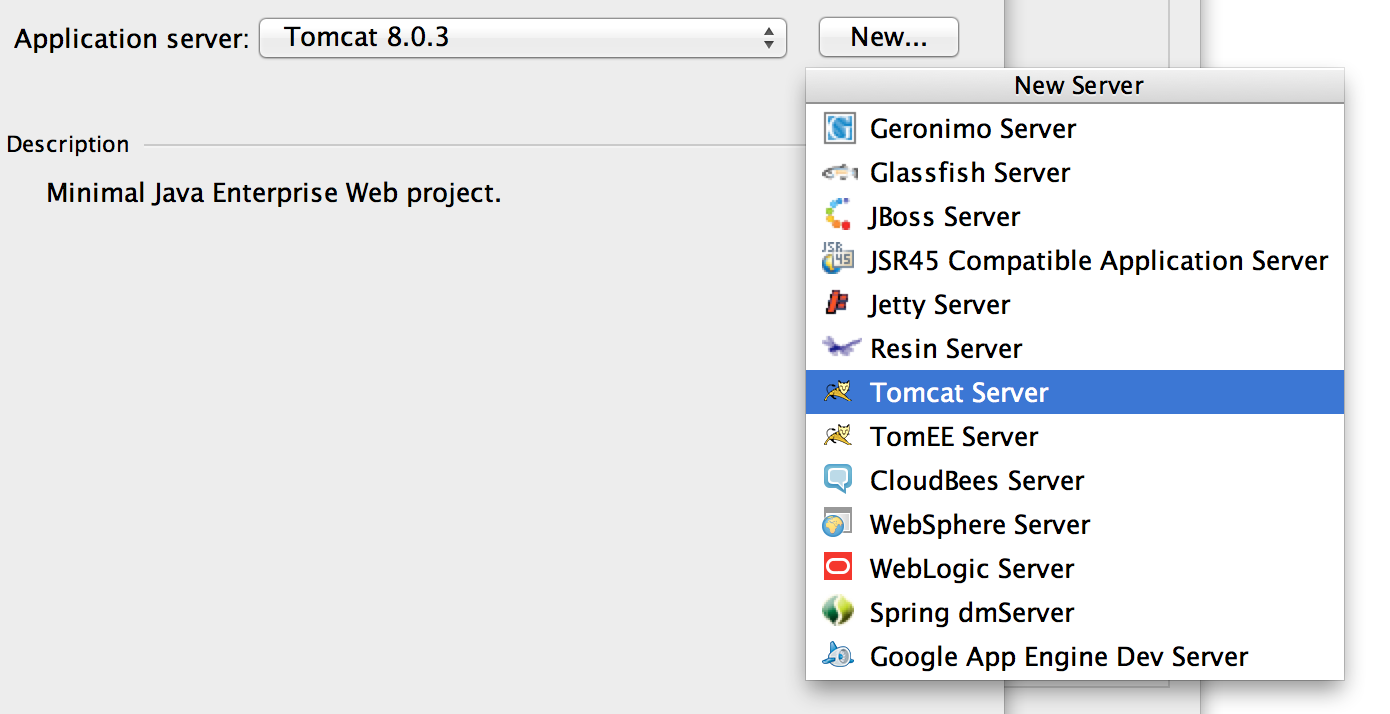 Application server: Tomcat 8.0.3 New...
New Server
Description
Minimal Java Enterprise Web project.
Geronimo Server
Glassfish Server
JBoss Server
JSR 45 JSR45 Compatible Application Server
Jetty Server
Resin Server
Tomcat Server
TomEE Server
CloudBees Server
WebSphere Server
WebLogic Server
Spring dmServer
Google App Engine Dev Server